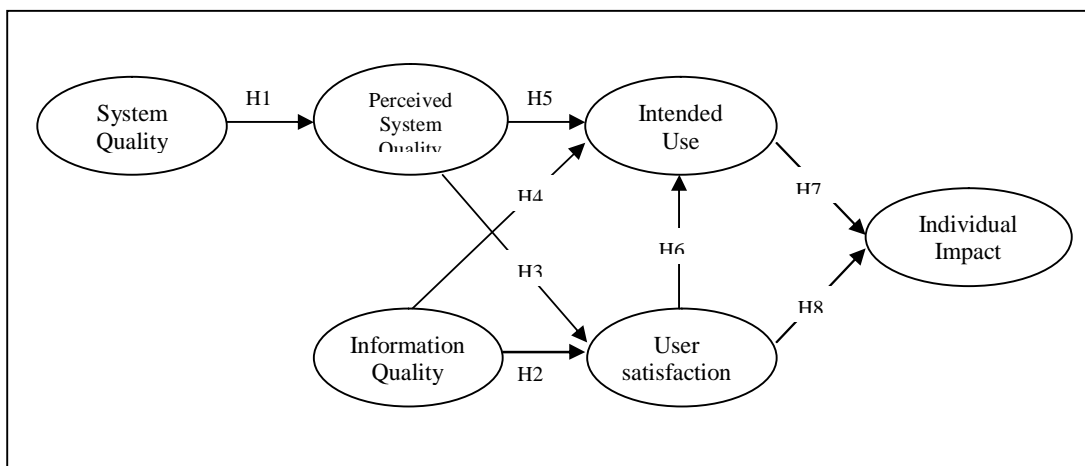 System
Quality
H1
Perceived
System
Quality
H5
Intended
Use
H4
H7
H6
Individual
Impact
H3
H8
Information
Quality
H2
User
satisfaction